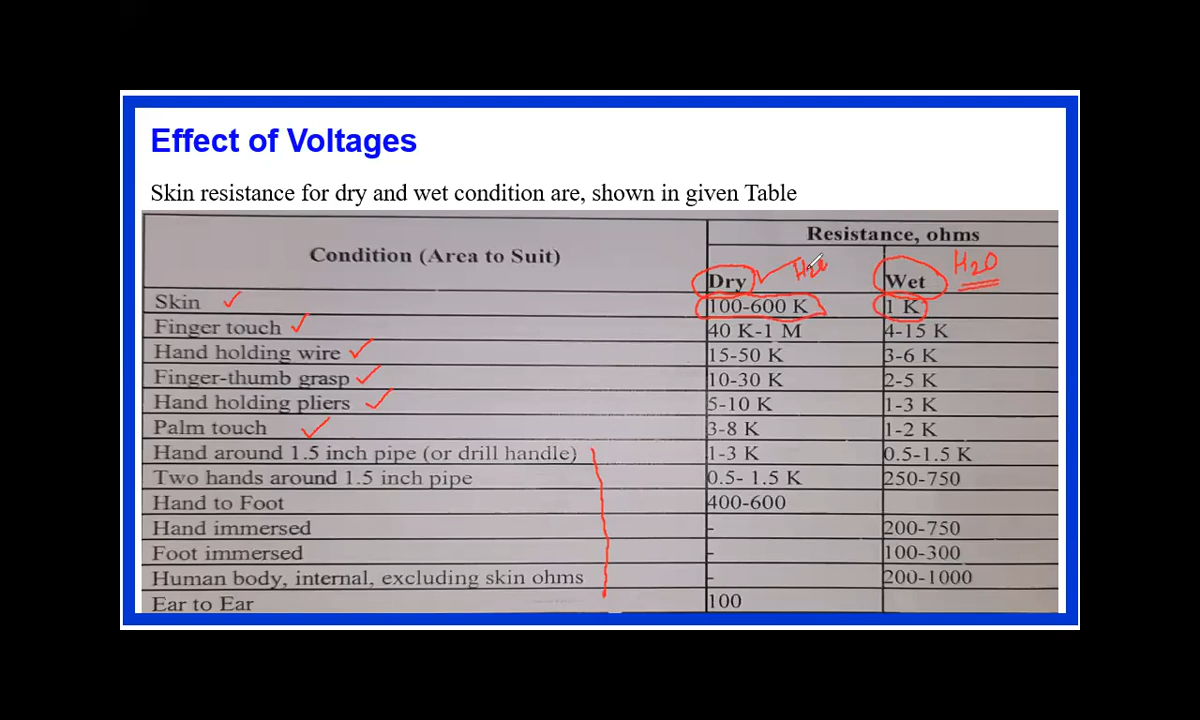 Effect of Voltages
Skin resistance for dry and wet condition are, shown in given Table
Condition (Area to Suit) Resistance, ohms
Dry H2o Wet H2O
Skin 100-600 K 1 K
Finger touch 40 K-1 M 4-15 K
Hand holding wire 15-50 K 3-6 K
Finger-thumb grasp 10-30 K 2-5 K
Hand holding pliers 5-10 K 1-3 K
Palm touch 3-8 K 1-2 K
Hand around 1.5 inch pipe (or drill handle) 1-3 K 0.5-1.5 K
Two hands around 1.5 inch pipe 0.5- 1.5 K 250-750
Hand to Foot 400-600
Hand immersed - 200-750
Foot immersed - 100-300
Human body, internal, excluding skin ohms - 200-1000
Ear to Ear 100